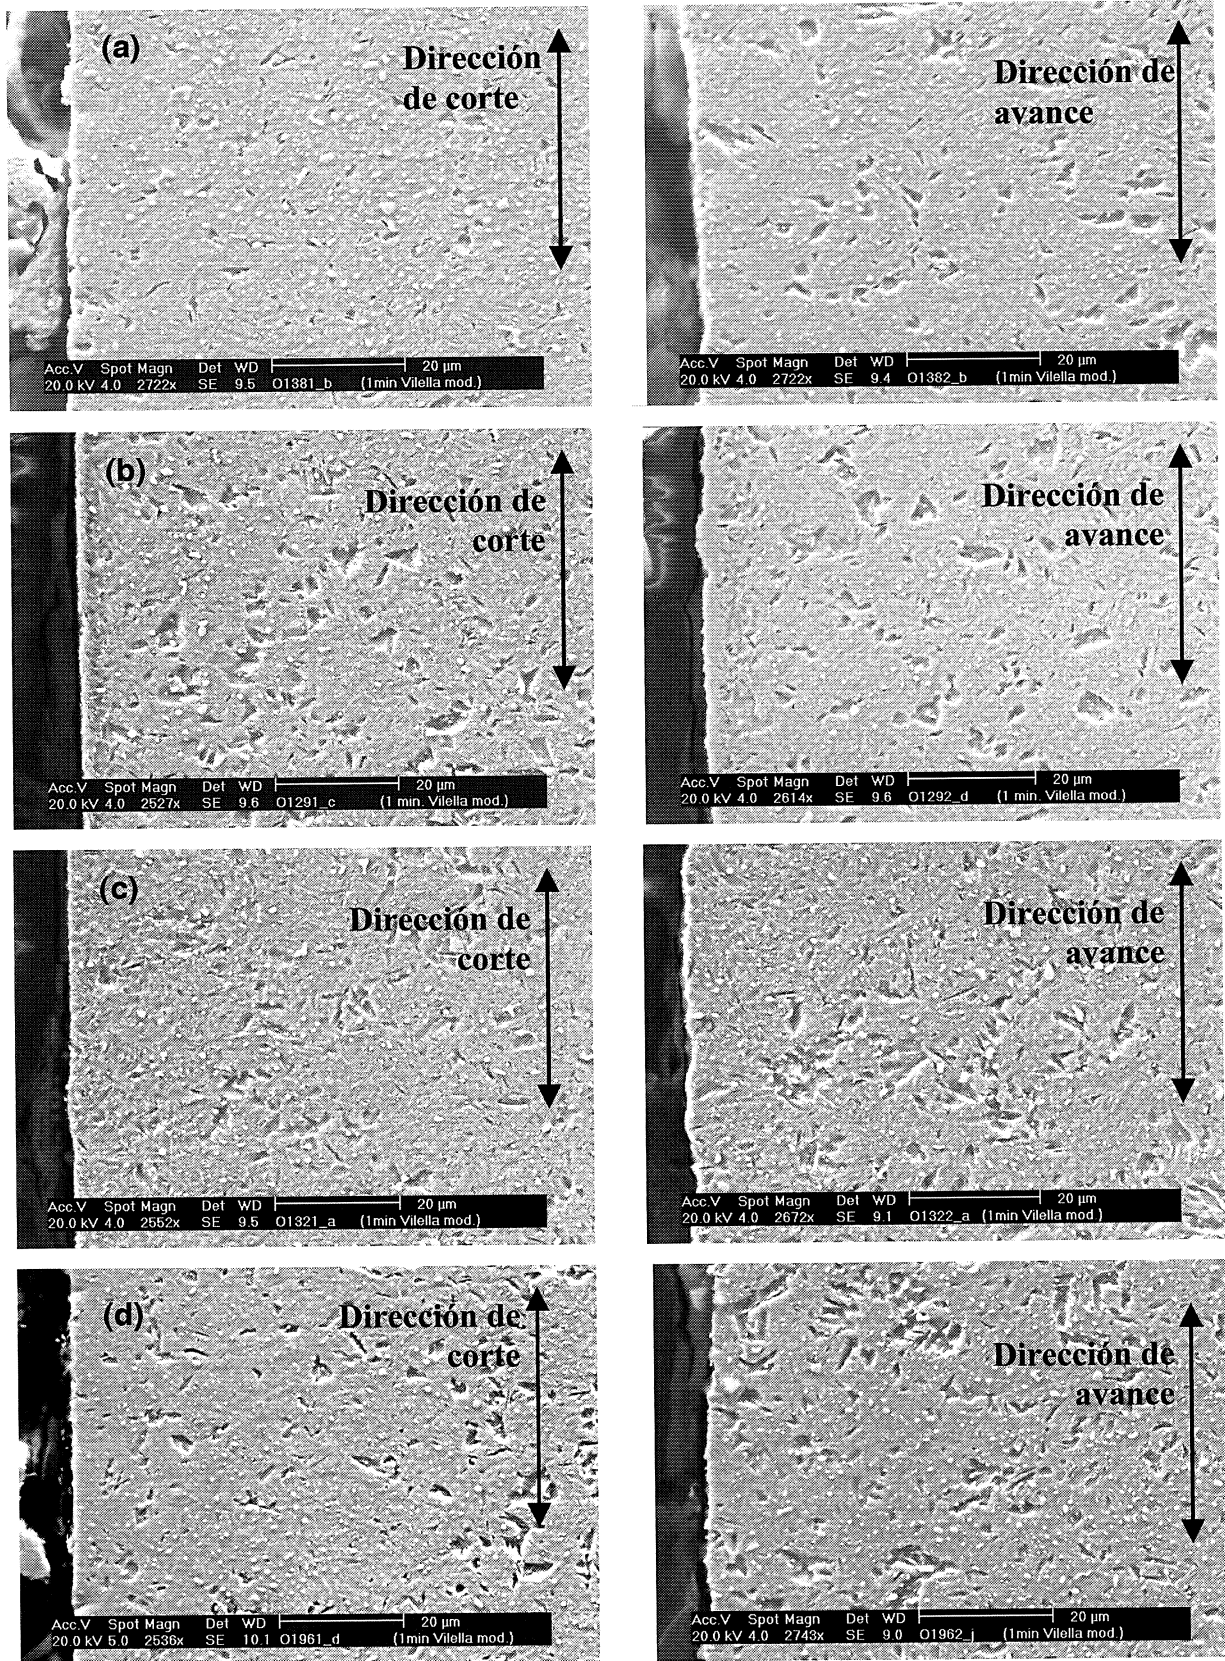 (a)
Dirección
de corte
Acc.V Spot Magn Det WD 20 µm
20.0 kV 4.0 2722x SE 9.5 O1381_b (1min Vilella mod.)
Dirección de
avance
Acc.V Spot Magn Det WD 20 µm
20.0 kV 4.0 2722x SE 9.4 O1382_b (1min Vilella mod.)
(b)
Dirección de
corte
Acc.V Spot Magn Det WD 20 µm
20.0 kV 4.0 2527x SE 9.6 O1291_c (1 min. Vilella mod.)
Dirección de
avance
Acc.V Spot Magn Det WD 20 µm
20.0 kV 4.0 2614x SE 9.6 O1292_d (1 min. Vilella mod.)
(c)
Dirección de
corte
Acc.V Spot Magn Det WD 20 µm
20.0 kV 4.0 2552x SE 9.5 O1321_a (1min Vilella mod.)
Dirección de
avance
Acc.V Spot Magn Det WD 20 µm
20.0 kV 4.0 2672x SE 9.1 O1322_a (1min Vilella mod.)
(d)
Dirección de
corte
Acc.V Spot Magn Det WD 20 µm
20.0 kV 5.0 2536x SE 10.1 O1961_d (1min Vilella mod.)
Dirección de
avance
Acc.V Spot Magn Det WD 20 µm
20.0 kV 4.0 2743x SE 9.0 O1962_j (1min Vilella mod.)